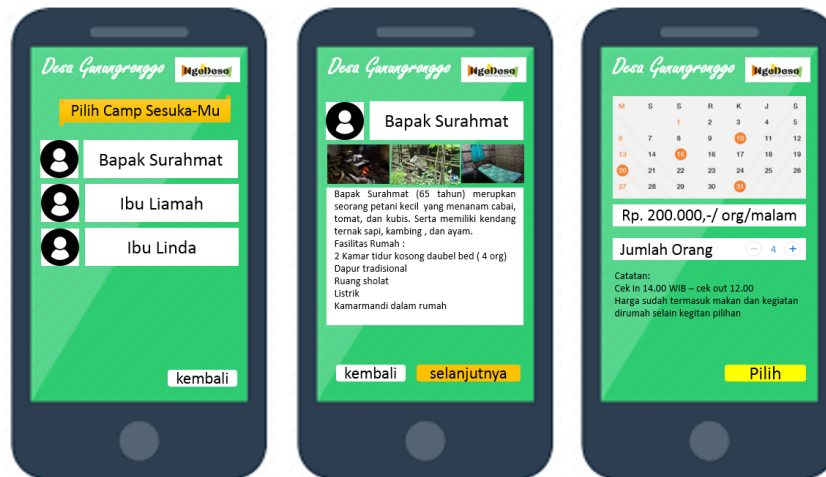 Desa Gunungronggo
NgeDeso
Pilih Camp Sesuka-Mu
Bapak Surahmat
Ibu Liamah
Ibu Linda
kembali
Desa Gunungronggo
NgeDeso
Bapak Surahmat
Bapak Surahmat (65 tahun) merupkan
seorang petani kecil yang menanam cabai,
tomat, dan kubis. Serta memiliki kendang
ternak sapi, kambing , dan ayam.
Fasilitas Rumah :
2 Kamar tidur kosong daubel bed ( 4 org)
Dapur tradisional
Ruang sholat
Listrik
Kamarmandi dalam rumah
kembali selanjutnya
Desa Gunungronggo
NgeDeso
M S S R K J S
1 2 3 4 5
6 7 8 9 10 11 12
13 14 15 16 17 18 19
20 21 22 23 24 25 26
27 28 29 30 31
Rp. 200.000,-/ org/malam
Jumlah Orang − 4 +
Catatan:
Cek in 14.00 WIB – cek out 12.00
Harga sudah termasuk makan dan kegiatan
dirumah selain kegitan pilihan
Pilih